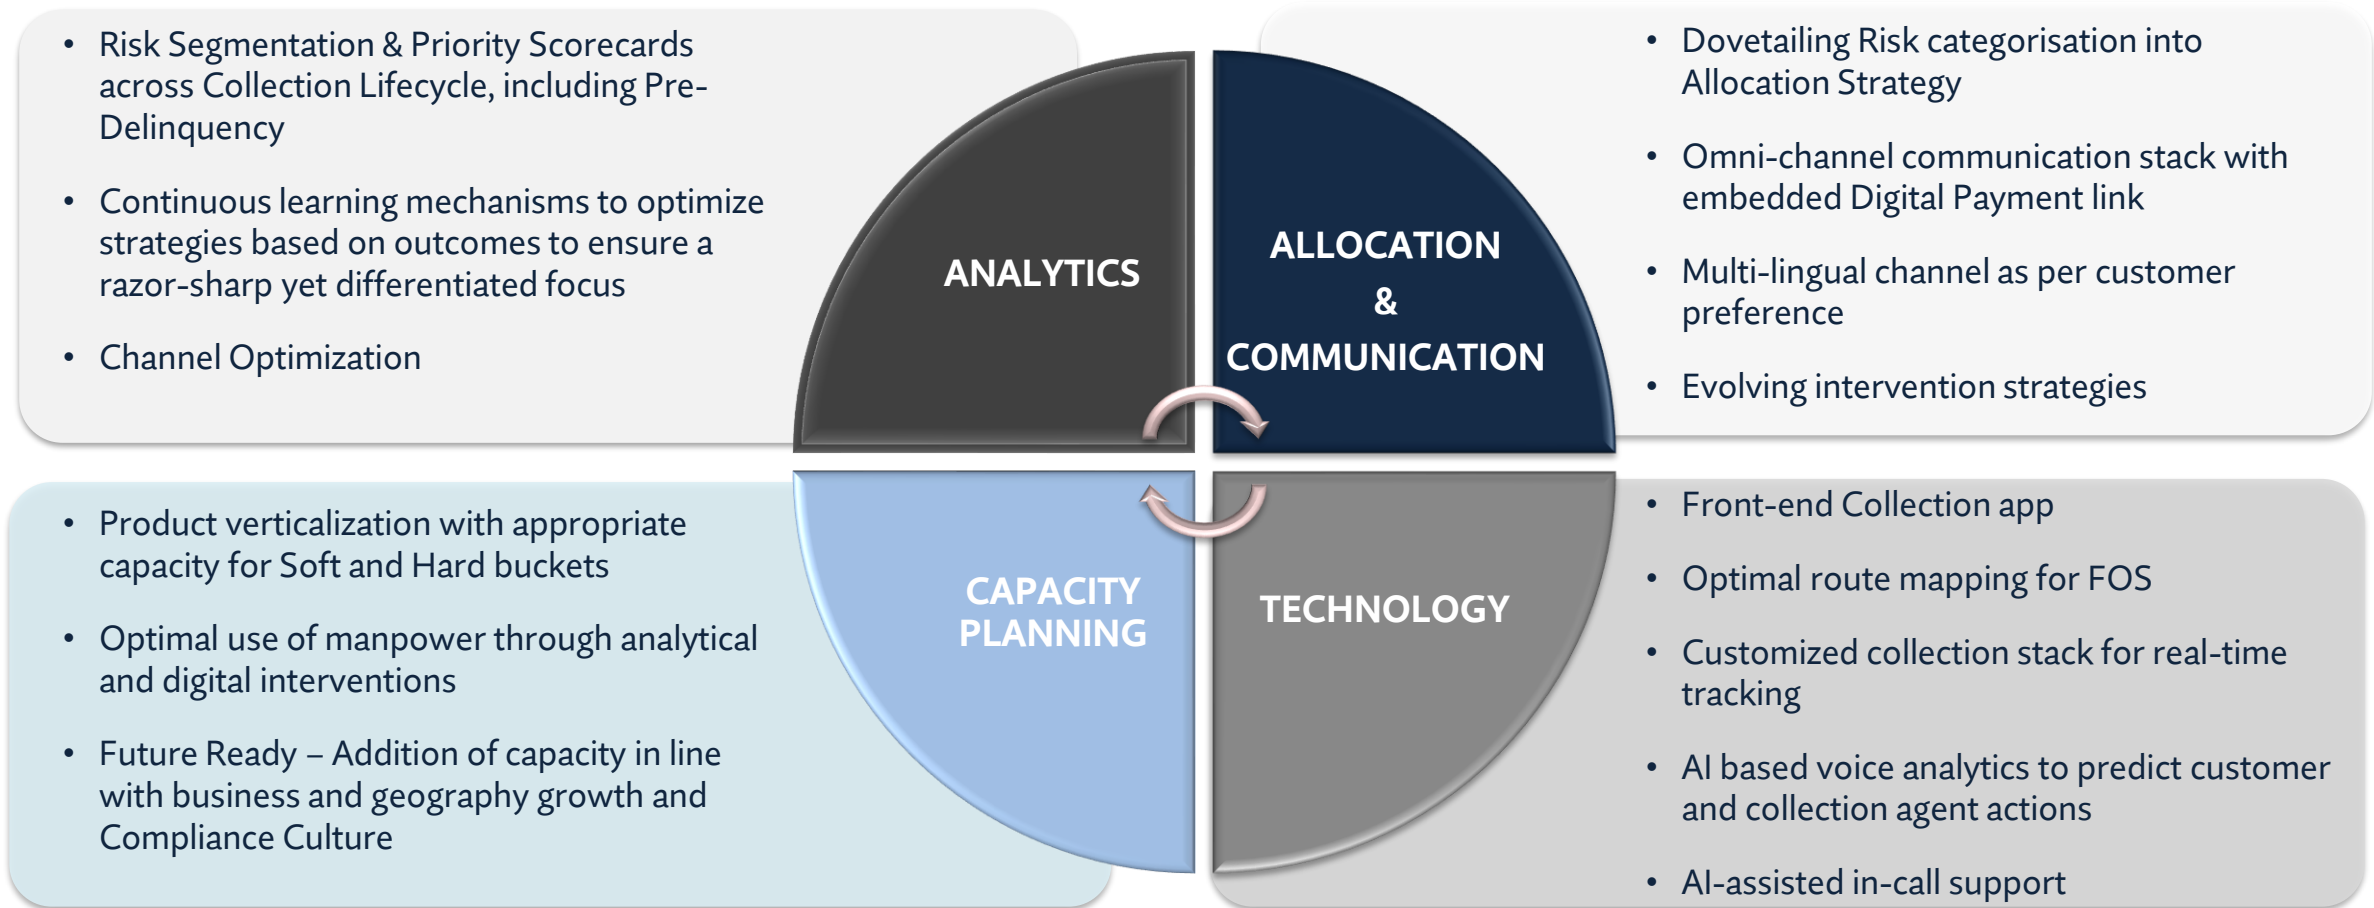 • Risk Segmentation & Priority Scorecards
across Collection Lifecycle, including Pre-
Delinquency
• Continuous learning mechanisms to optimize
strategies based on outcomes to ensure a
razor-sharp yet differentiated focus
• Channel Optimization
ANALYTICS
ALLOCATION
&
COMMUNICATION
• Dovetailing Risk categorisation into
Allocation Strategy
• Omni-channel communication stack with
embedded Digital Payment link
• Multi-lingual channel as per customer
preference
• Evolving intervention strategies
• Product verticalization with appropriate
capacity for Soft and Hard buckets
• Optimal use of manpower through analytical
and digital interventions
• Future Ready – Addition of capacity in line
with business and geography growth and
Compliance Culture
CAPACITY
PLANNING
TECHNOLOGY
• Front-end Collection app
• Optimal route mapping for FOS
• Customized collection stack for real-time
tracking
• AI based voice analytics to predict customer
and collection agent actions
• AI-assisted in-call support